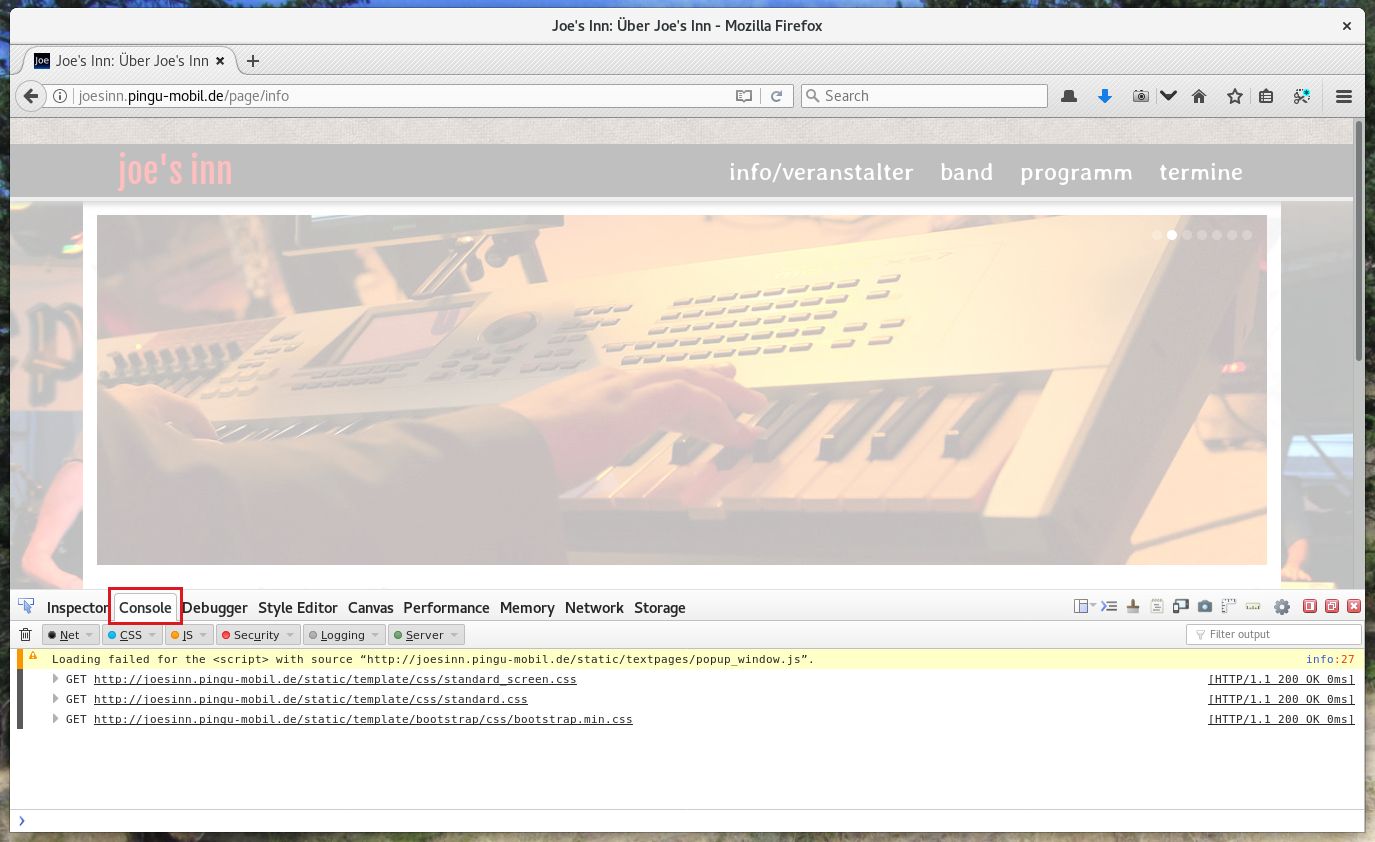 Joe's Inn: Über Joe's Inn - Mozilla Firefox
Joe Joe's Inn: Über Joe's Inn
joesinn.pingu-mobil.de/page/info Search
joe's inn info/veranstalter band programm termine
Inspector Console Debugger Style Editor Canvas Performance Memory Network Storage
Net CSS JS Security Logging Server Filter output
Loading failed for the <script> with source “http://joesinn.pingu-mobil.de/static/textpages/popup_window.js”. info:27
GET http://joesinn.pingu-mobil.de/static/template/css/standard_screen.css [HTTP/1.1 200 OK 0ms]
GET http://joesinn.pingu-mobil.de/static/template/css/standard.css [HTTP/1.1 200 OK 0ms]
GET http://joesinn.pingu-mobil.de/static/template/bootstrap/css/bootstrap.min.css [HTTP/1.1 200 OK 0ms]